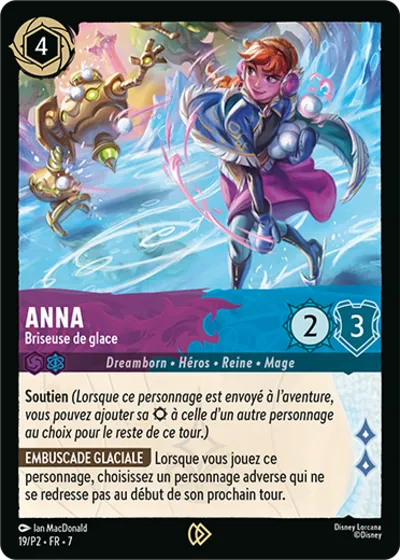 4
ANNA
Briseuse de glace
2
3
Dreamborn • Héros • Reine • Mage
Soutien (Lorsque ce personnage est envoyé à l'aventure,
vous pouvez ajouter sa à celle d'un autre personnage
au choix pour le reste de ce tour.)
EMBUSCADE GLACIALE Lorsque vous jouez ce
personnage, choisissez un personnage adverse qui ne
se redresse pas au début de son prochain tour.
Ian MacDonald
19/P2 • FR • 7
Disney Lorcana
©Disney